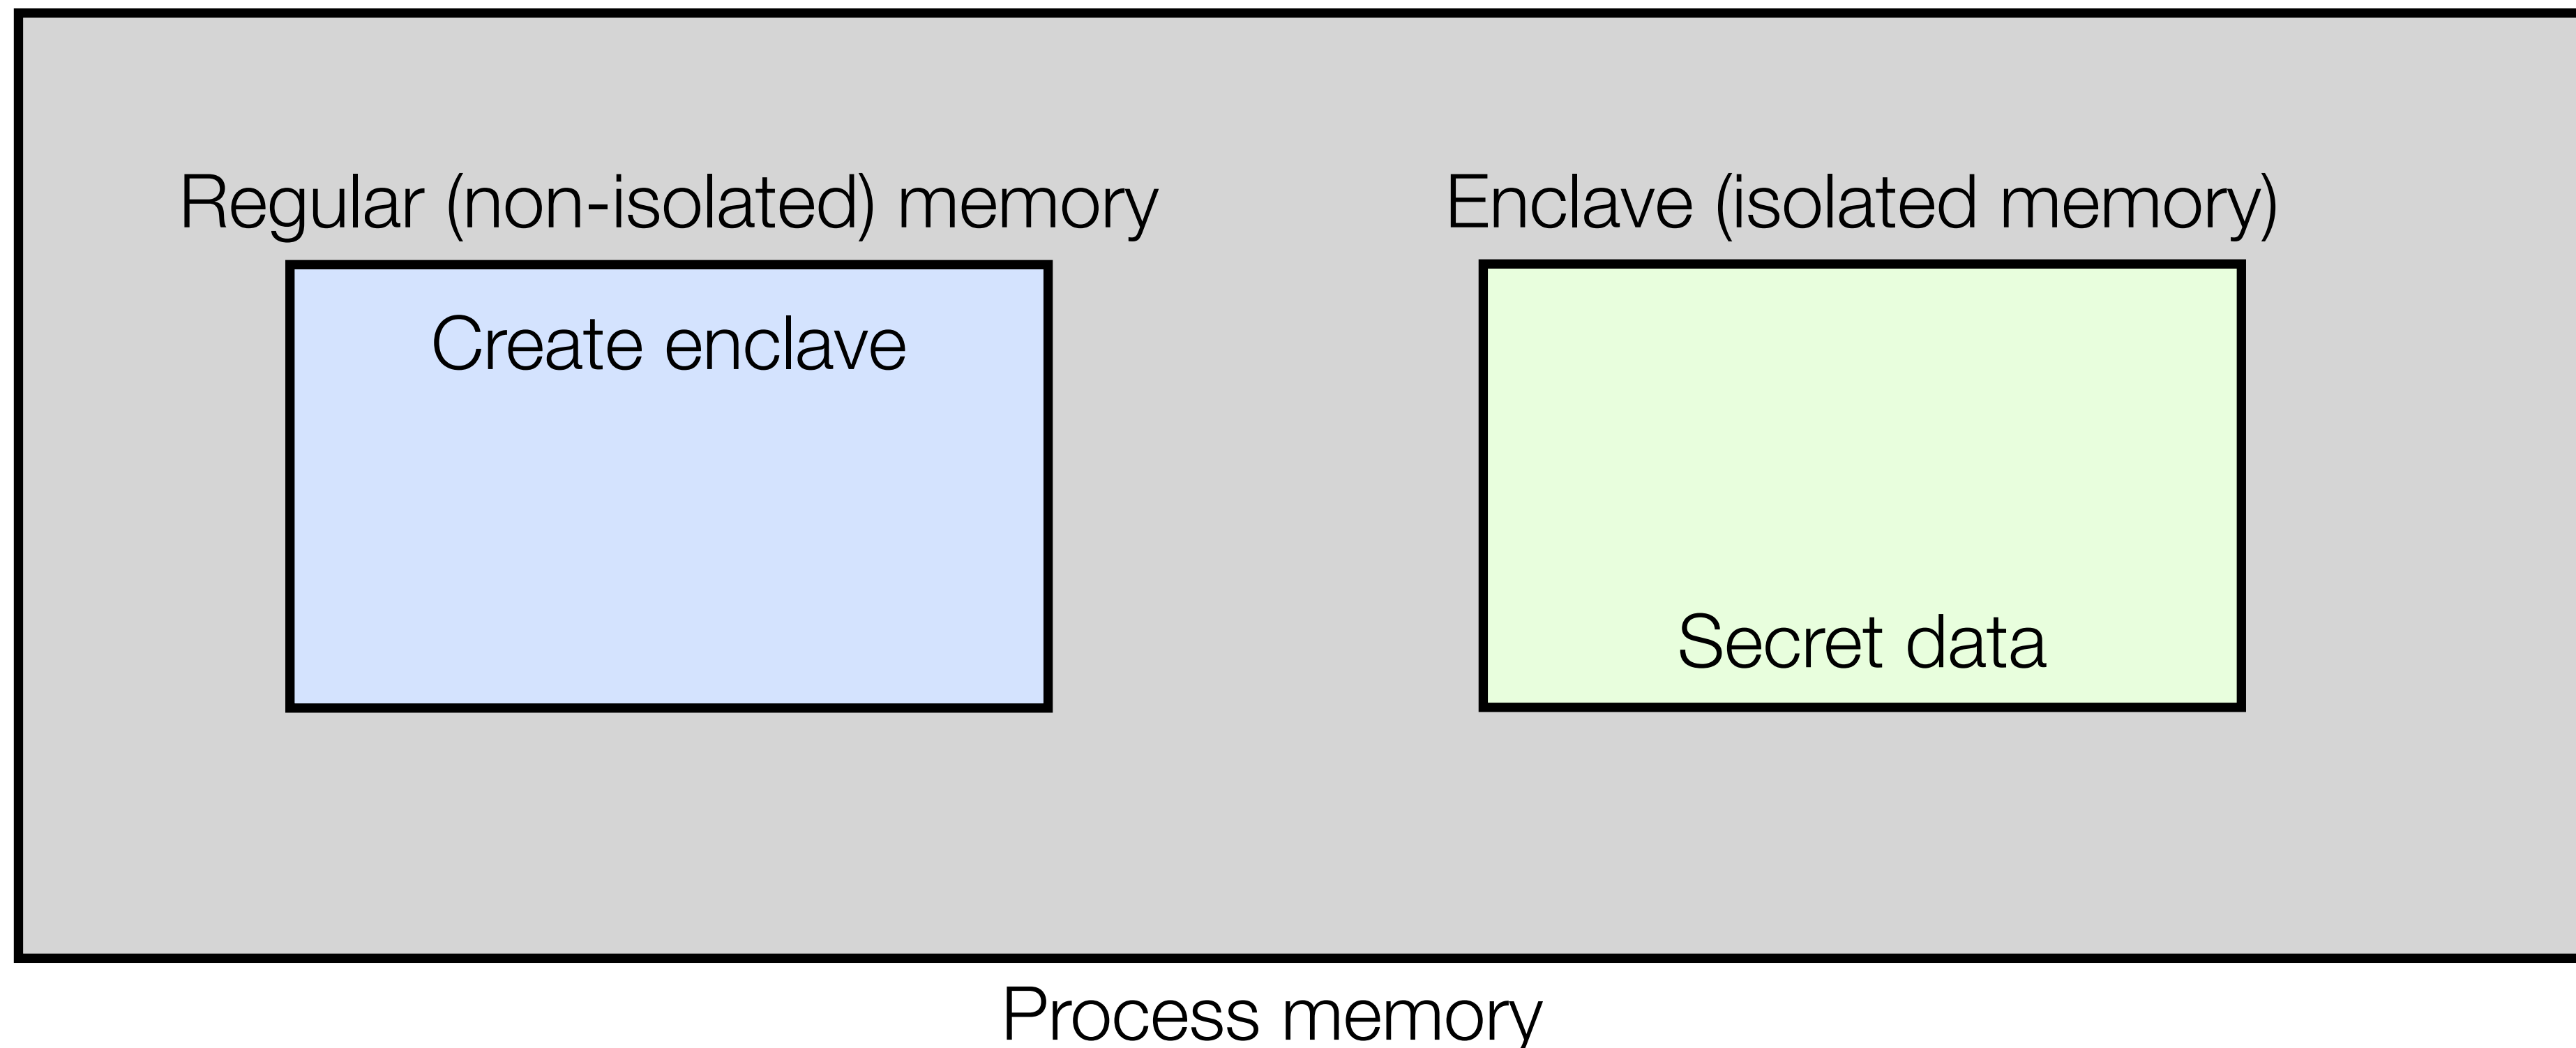 Regular (non-isolated) memory
Enclave (isolated memory)
Create enclave
Secret data
Process memory